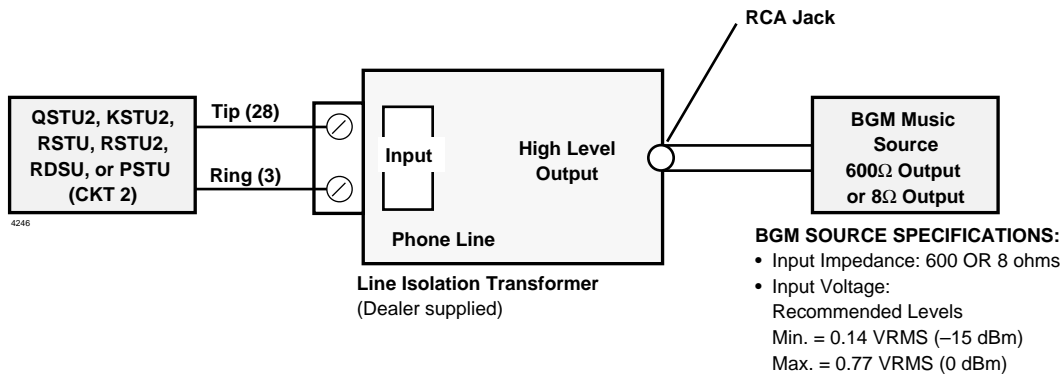 RCA Jack
QSTU2, KSTU2,
RSTU, RSTU2,
RDSU, or PSTU
(CKT 2)
4246
Tip (28)
Ring (3)
Input
Phone Line
High Level
Output
Line Isolation Transformer
(Dealer supplied)
BGM Music
Source
600Ω Output
or 8Ω Output
BGM SOURCE SPECIFICATIONS:
• Input Impedance: 600 OR 8 ohms
• Input Voltage:
Recommended Levels
Min. = 0.14 VRMS (–15 dBm)
Max. = 0.77 VRMS (0 dBm)